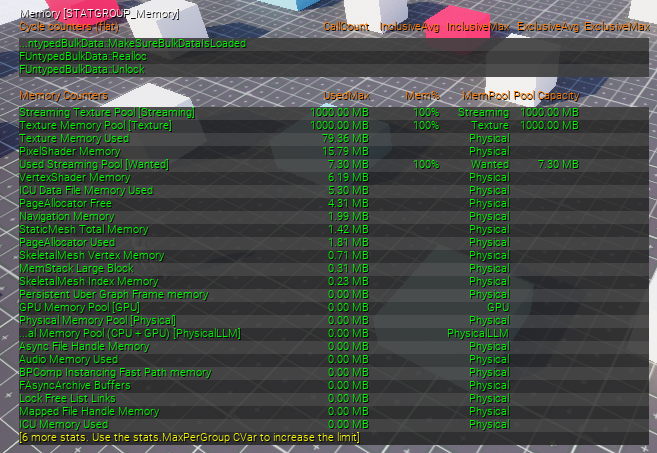 Memory [STATGROUP_Memory]
Cycle counters (flat) CallCount InclusiveAvg InclusiveMax ExclusiveAvg ExclusiveMax
...ntypedBulkData::MakeSureBulkDataIsLoaded
FUntypedBulkData::Realloc
FUntypedBulkData::Unlock
Memory Counters UsedMax Mem% MemPool Pool Capacity
Streaming Texture Pool [Streaming] 1000.00 MB 100% Streaming 1000.00 MB
Texture Memory Pool [Texture] 1000.00 MB 100% Texture 1000.00 MB
Texture Memory Used 79.36 MB Physical
PixelShader Memory 15.79 MB Physical
Used Streaming Pool [Wanted] 7.30 MB 100% Wanted 7.30 MB
VertexShader Memory 6.19 MB Physical
ICU Data File Memory Used 5.30 MB Physical
PageAllocator Free 4.31 MB Physical
Navigation Memory 1.99 MB Physical
StaticMesh Total Memory 1.42 MB Physical
PageAllocator Used 1.81 MB Physical
SkeletalMesh Vertex Memory 0.71 MB Physical
MemStack Large Block 0.31 MB Physical
SkeletalMesh Index Memory 0.23 MB Physical
Persistent Uber Graph Frame memory 0.00 MB Physical
GPU Memory Pool [GPU] 0.00 MB GPU
Physical Memory Pool [Physical] 0.00 MB Physical
...al Memory Pool (CPU + GPU) [PhysicalLLM] 0.00 MB PhysicalLLM
Async File Handle Memory 0.00 MB Physical
Audio Memory Used 0.00 MB Physical
BPComp Instancing Fast Path memory 0.00 MB Physical
FAsyncArchive Buffers 0.00 MB Physical
Lock Free List Links 0.00 MB Physical
Mapped File Handle Memory 0.00 MB Physical
ICU Memory Used 0.00 MB Physical
[6 more stats. Use the stats.MaxPerGroup CVar to increase the limit]